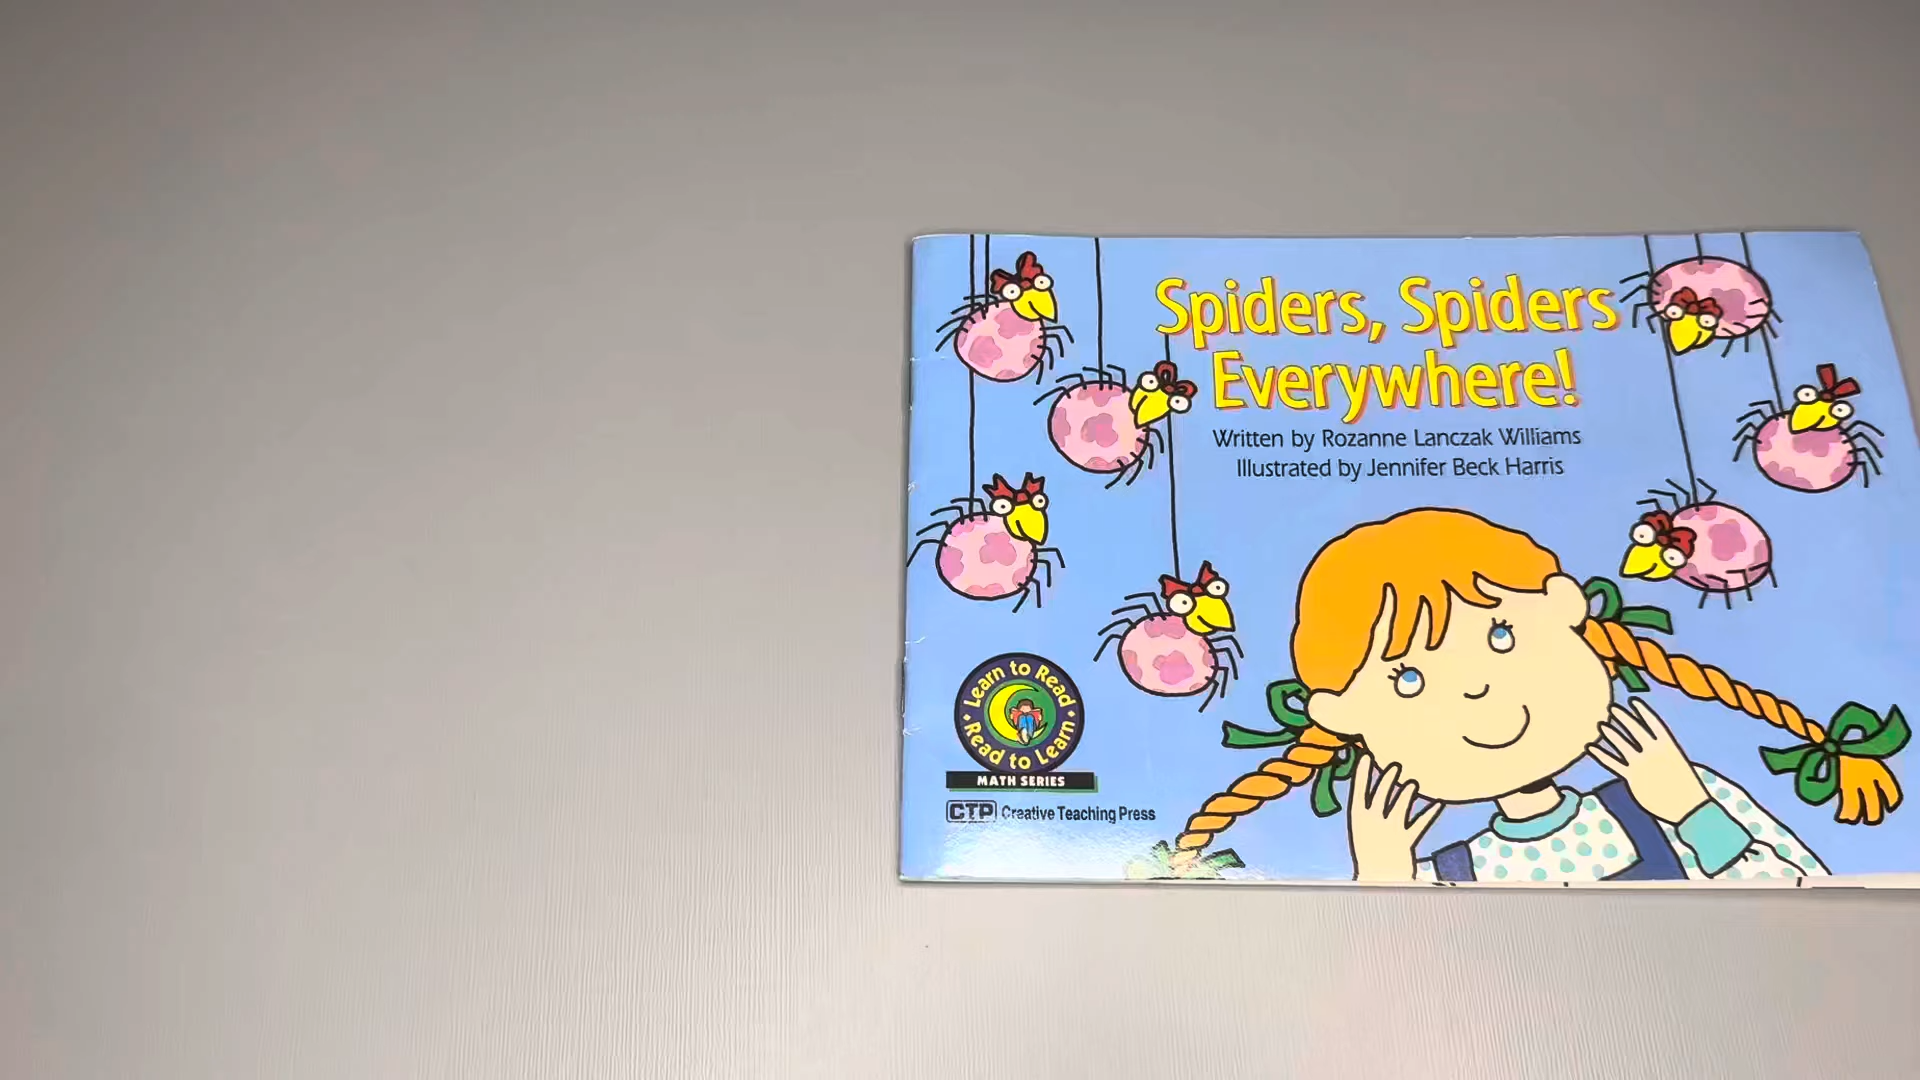 Spiders, Spiders
Everywhere!
Written by Rozanne Lanczak Williams
Illustrated by Jennifer Beck Harris
Learn to Read
Read to Learn
MATH SERIES
CTP Creative Teaching Press